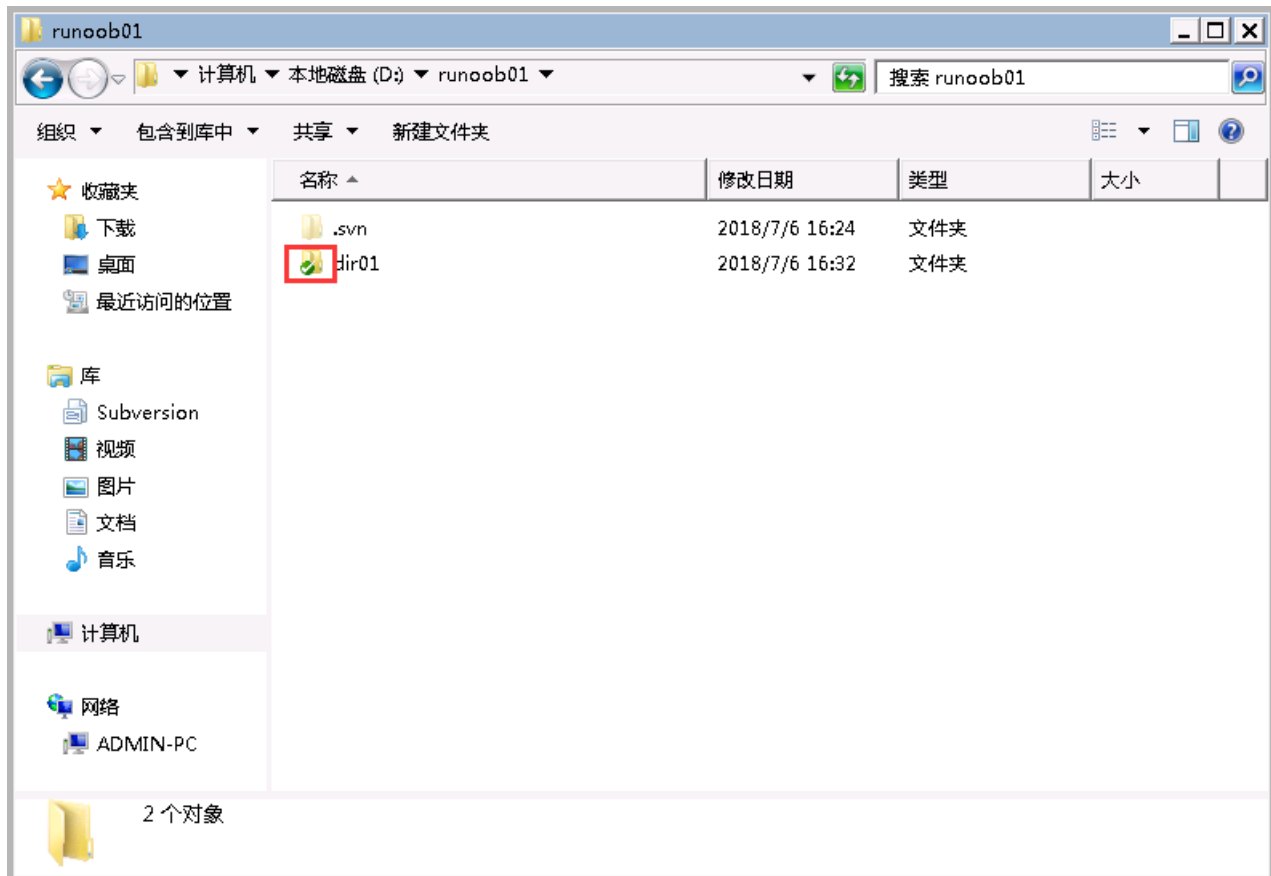 runoob01
计算机 本地磁盘 (D:) runoob01 搜索 runoob01
组织 包含到库中 共享 新建文件夹
名称 修改日期 类型 大小
收藏夹
.svn 2018/7/6 16:24 文件夹
下载
dir01 2018/7/6 16:32 文件夹
桌面
最近访问的位置
库
Subversion
视频
图片
文档
音乐
计算机
网络
ADMIN-PC
2 个对象